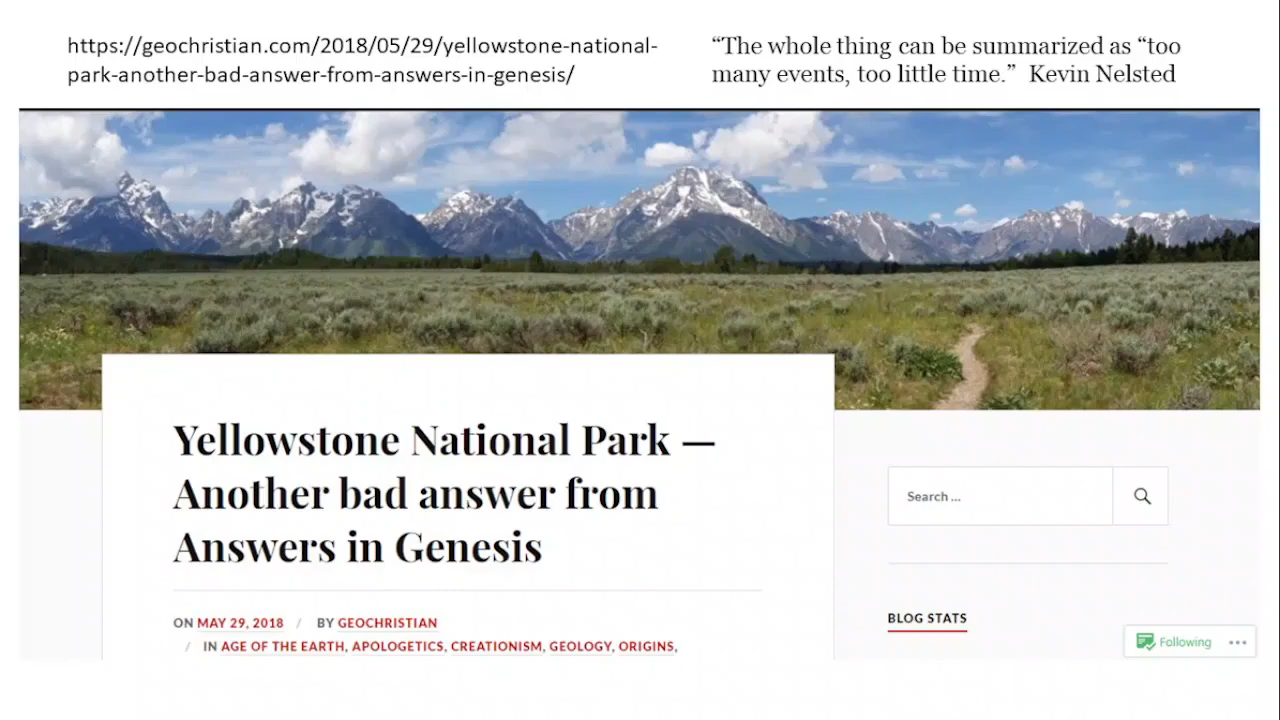 https://geochristian.com/2018/05/29/yellowstone-national-
park-another-bad-answer-from-answers-in-genesis/
“The whole thing can be summarized as “too
many events, too little time.”  Kevin Nelsted
Yellowstone National Park —
Another bad answer from
Answers in Genesis
ON MAY 29, 2018 / BY GEOCHRISTIAN
/ IN AGE OF THE EARTH, APOLOGETICS, CREATIONISM, GEOLOGY, ORIGINS,
Search ...
BLOG STATS
Following